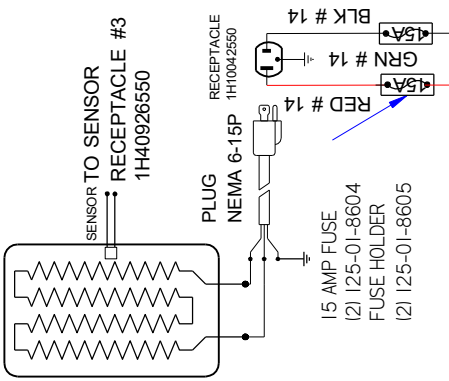 SENSOR TO SENSOR
RECEPTACLE #3
1H40926550
PLUG
NEMA 6-15P
RECEPTACLE
1H10042550
BLK # 14
15A
GRN # 14
15A
RED # 14
15 AMP FUSE
(2) 125-01-8604
FUSE HOLDER
(2) 125-01-8605